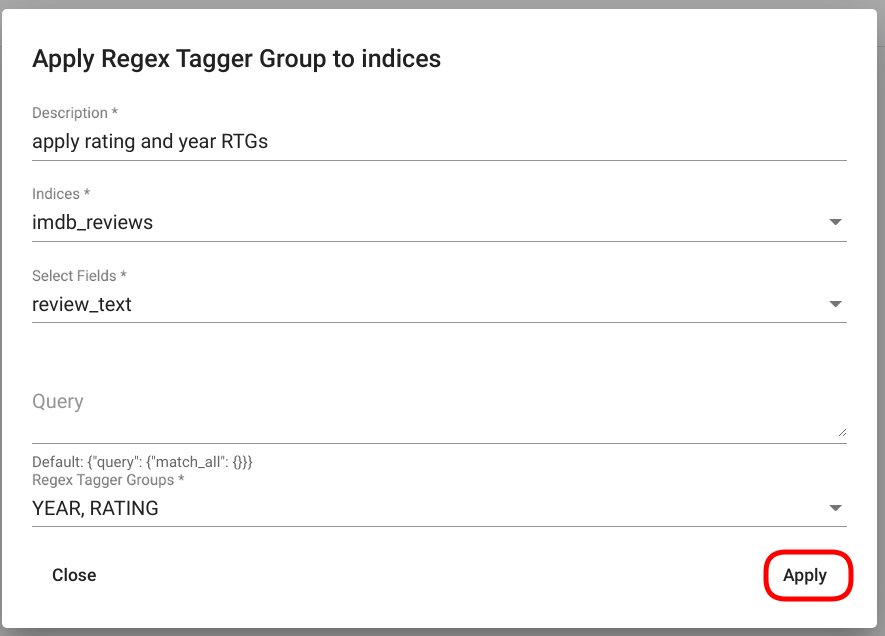 Apply Regex Tagger Group to indices
Description *
apply rating and year RTGs
Indices *
imdb_reviews
Select Fields *
review_text
Query
Default: {"query": {"match_all": {}}}
Regex Tagger Groups *
YEAR, RATING
Close
Apply